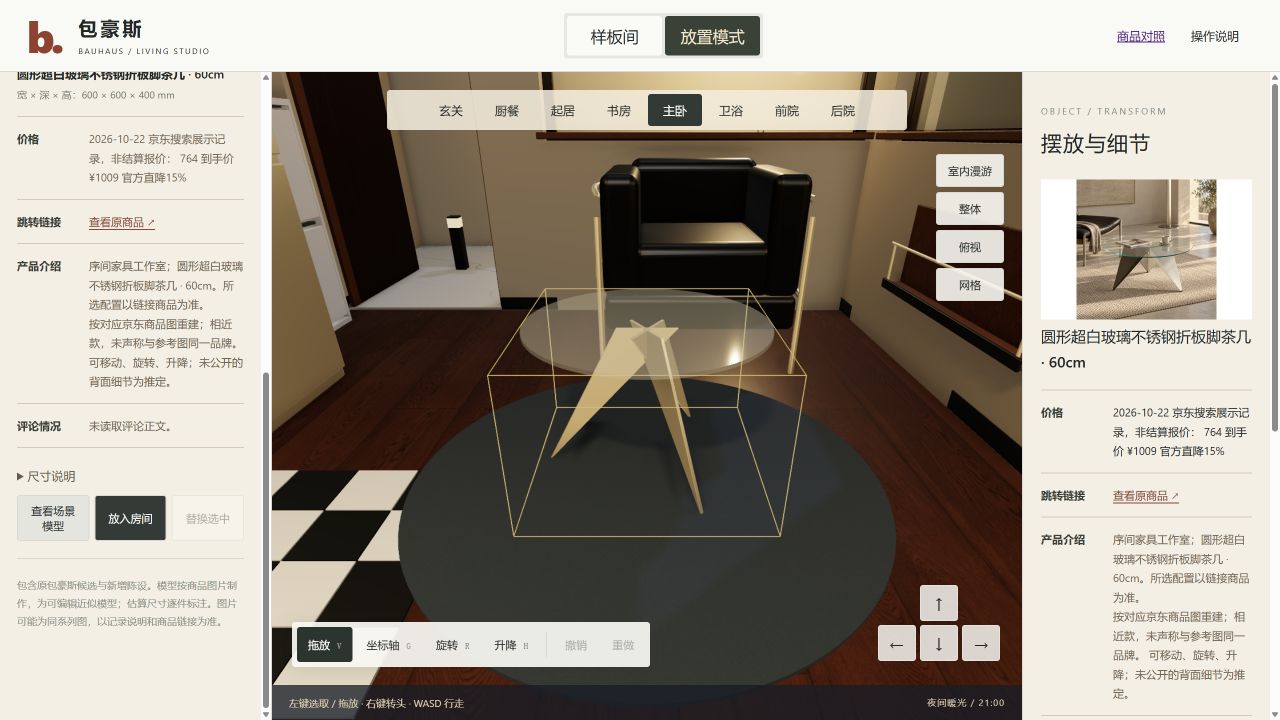 b.
包豪斯
BAUHAUS / LIVING STUDIO
样板间
放置模式
商品对照
操作说明
圆形超白玻璃不锈钢折板脚茶几 · 60cm
宽 × 深 × 高：600 × 600 × 400 mm
价格
2026-10-22 京东搜索展示记
录，非结算报价： 764 到手价
¥1009 官方直降15%
跳转链接
查看原商品 ↗
产品介绍
序间家具工作室；圆形超白玻璃
不锈钢折板脚茶几 · 60cm。所
选配置以链接商品为准。
按对应京东商品图重建；相近
款，未声称与参考图同一品牌。
可移动、旋转、升降；未公开的
背面细节为推定。
评论情况
未读取评论正文。
▶ 尺寸说明
查看场景
模型
放入房间
替换选中
包含原包豪斯候选与新增陈设。模型按商品图片制
作，为可编辑近似模型；估算尺寸逐件标注。图片
可能为同系列图，以记录说明和商品链接为准。
玄关
厨餐
起居
书房
主卧
卫浴
前院
后院
室内漫游
整体
俯视
网格
拖放 V
坐标轴 G
旋转 R
升降 H
撤销
重做
↑
←
↓
→
左键选取 / 拖放 · 右键转头 · WASD 行走
夜间暖光 / 21:00
OBJECT / TRANSFORM
摆放与细节
圆形超白玻璃不锈钢折板脚茶几
· 60cm
价格
2026-10-22 京东搜索展示记
录，非结算报价： 764 到手
价 ¥1009 官方直降15%
跳转链接
查看原商品 ↗
产品介绍
序间家具工作室；圆形超白
玻璃不锈钢折板脚茶几 ·
60cm。所选配置以链接商品
为准。
按对应京东商品图重建；相
近款，未声称与参考图同一
品牌。 可移动、旋转、升
降；未公开的背面细节为推
定。